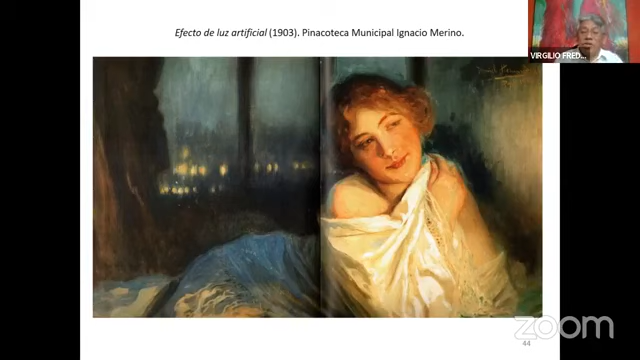 Efecto de luz artificial (1903). Pinacoteca Municipal Ignacio Merino.
VIRGILIO FRED...
zoom
44